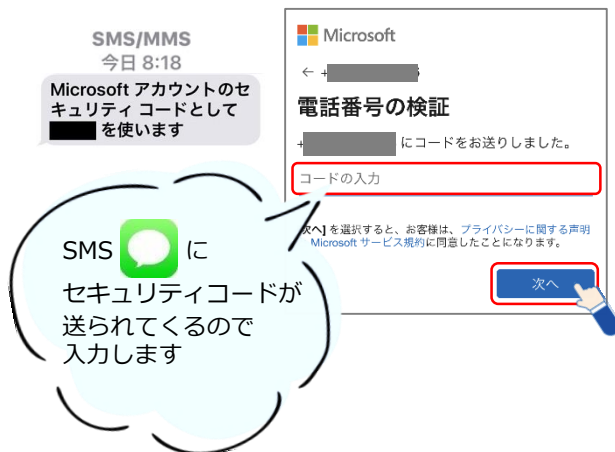 SMS/MMS
今日 8:18
Microsoft アカウントのセ
キュリティ コードとして
を使います
Microsoft
← +
電話番号の検証
+ にコードをお送りしました。
コードの入力
次へ] を選択すると、お客様は、プライバシーに関する声明
Microsoft サービス規約に同意したことになります。
次へ
SMS に
セキュリティコードが
送られてくるので
入力します